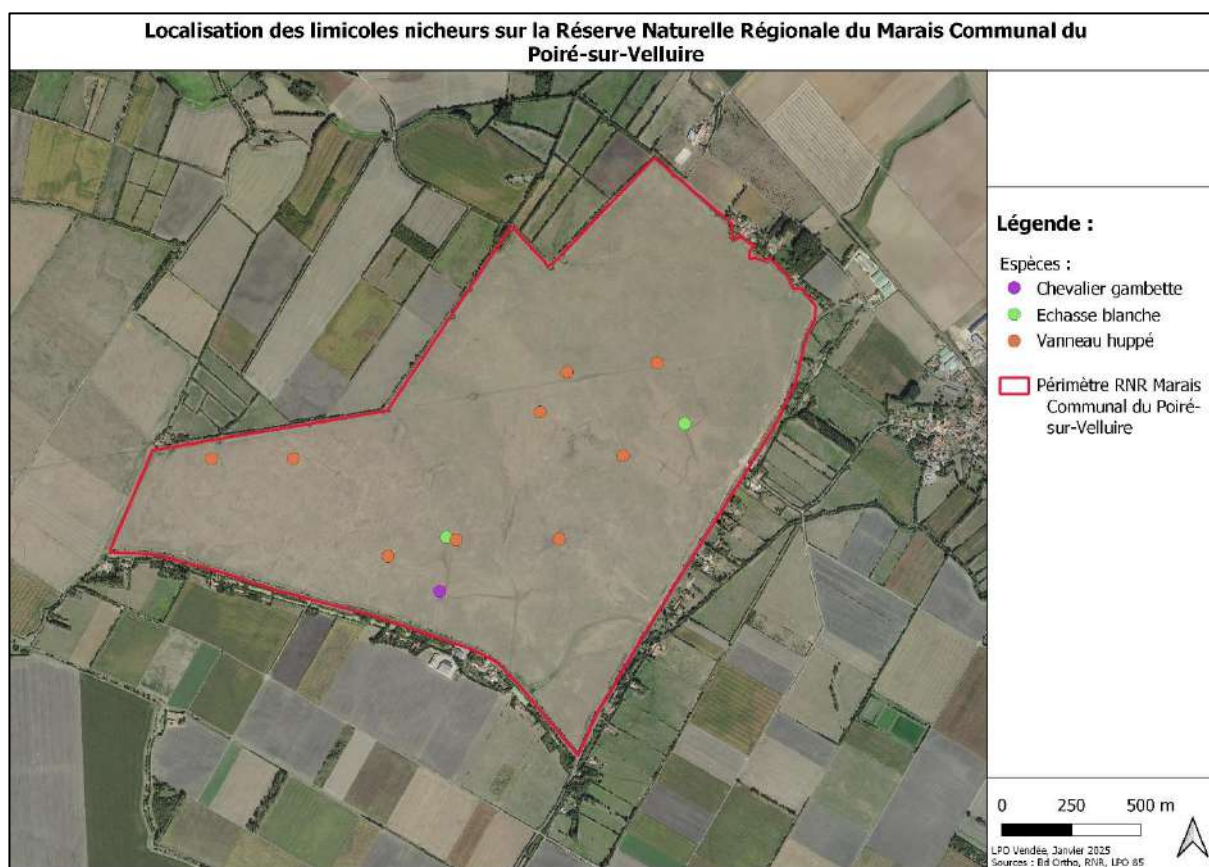 Localisation des limicoles nicheurs sur la Réserve Naturelle Régionale du Marais Communal du
Poiré-sur-Velluire
Légende :
Espèces :
Chevalier gambette
Echasse blanche
Vanneau huppé
Périmètre RNR Marais
Communal du Poiré-
sur-Velluire
0 250 500 m
LPO Vendée, Janvier 2025
Sources : Bd Ortho, RNR, LPO 85